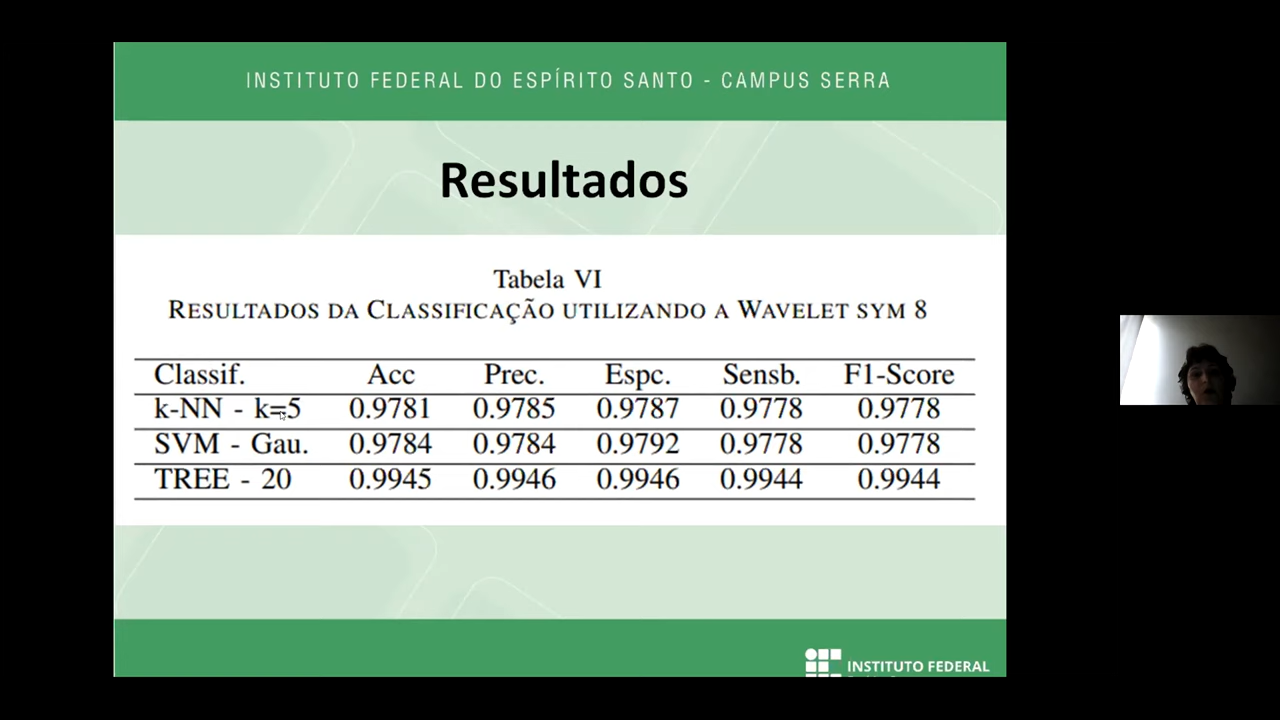 INSTITUTO FEDERAL DO ESPÍRITO SANTO - CAMPUS SERRA
Resultados
Tabela VI
RESULTADOS DA CLASSIFICAÇÃO UTILIZANDO A WAVELET SYM 8
Classif. Acc Prec. Espc. Sensb. F1-Score
k-NN - k=5 0.9781 0.9785 0.9787 0.9778 0.9778
SVM - Gau. 0.9784 0.9784 0.9792 0.9778 0.9778
TREE - 20 0.9945 0.9946 0.9946 0.9944 0.9944
INSTITUTO FEDERAL